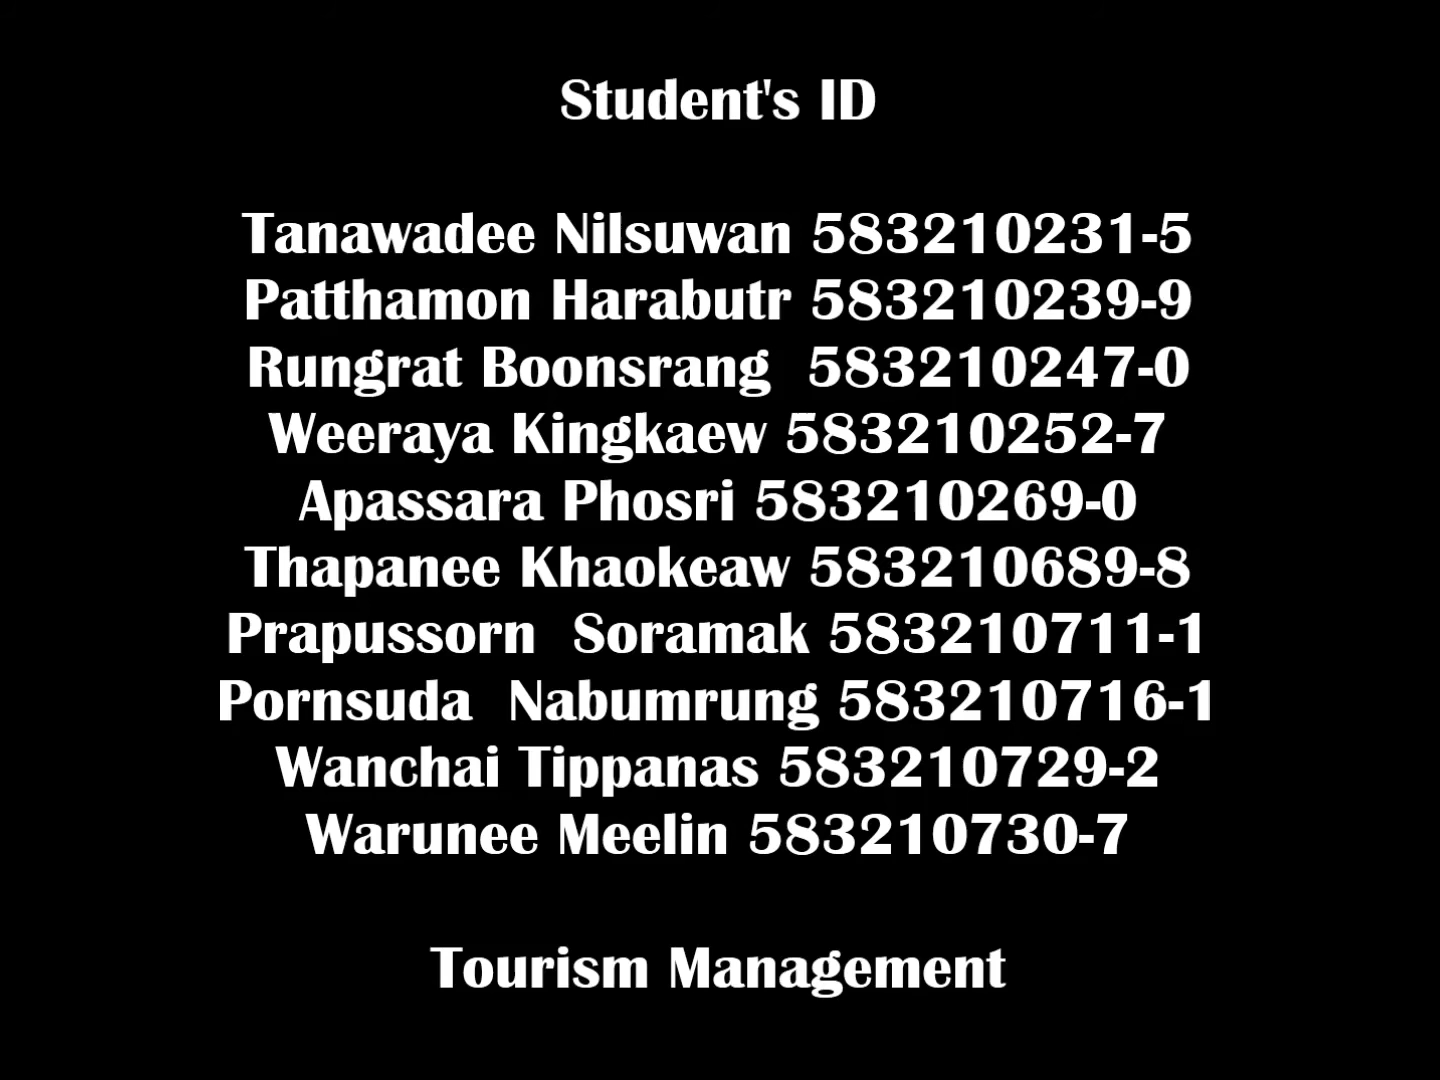 Student's ID
Tanawadee Nilsuwan 583210231-5
Patthamon Harabutr 583210239-9
Rungrat Boonsrang  583210247-0
Weeraya Kingkaew 583210252-7
Apassara Phosri 583210269-0
Thapanee Khaokeaw 583210689-8
Prapussorn  Soramak 583210711-1
Pornsuda  Nabumrung 583210716-1
Wanchai Tippanas 583210729-2
Warunee Meelin 583210730-7
Tourism Management